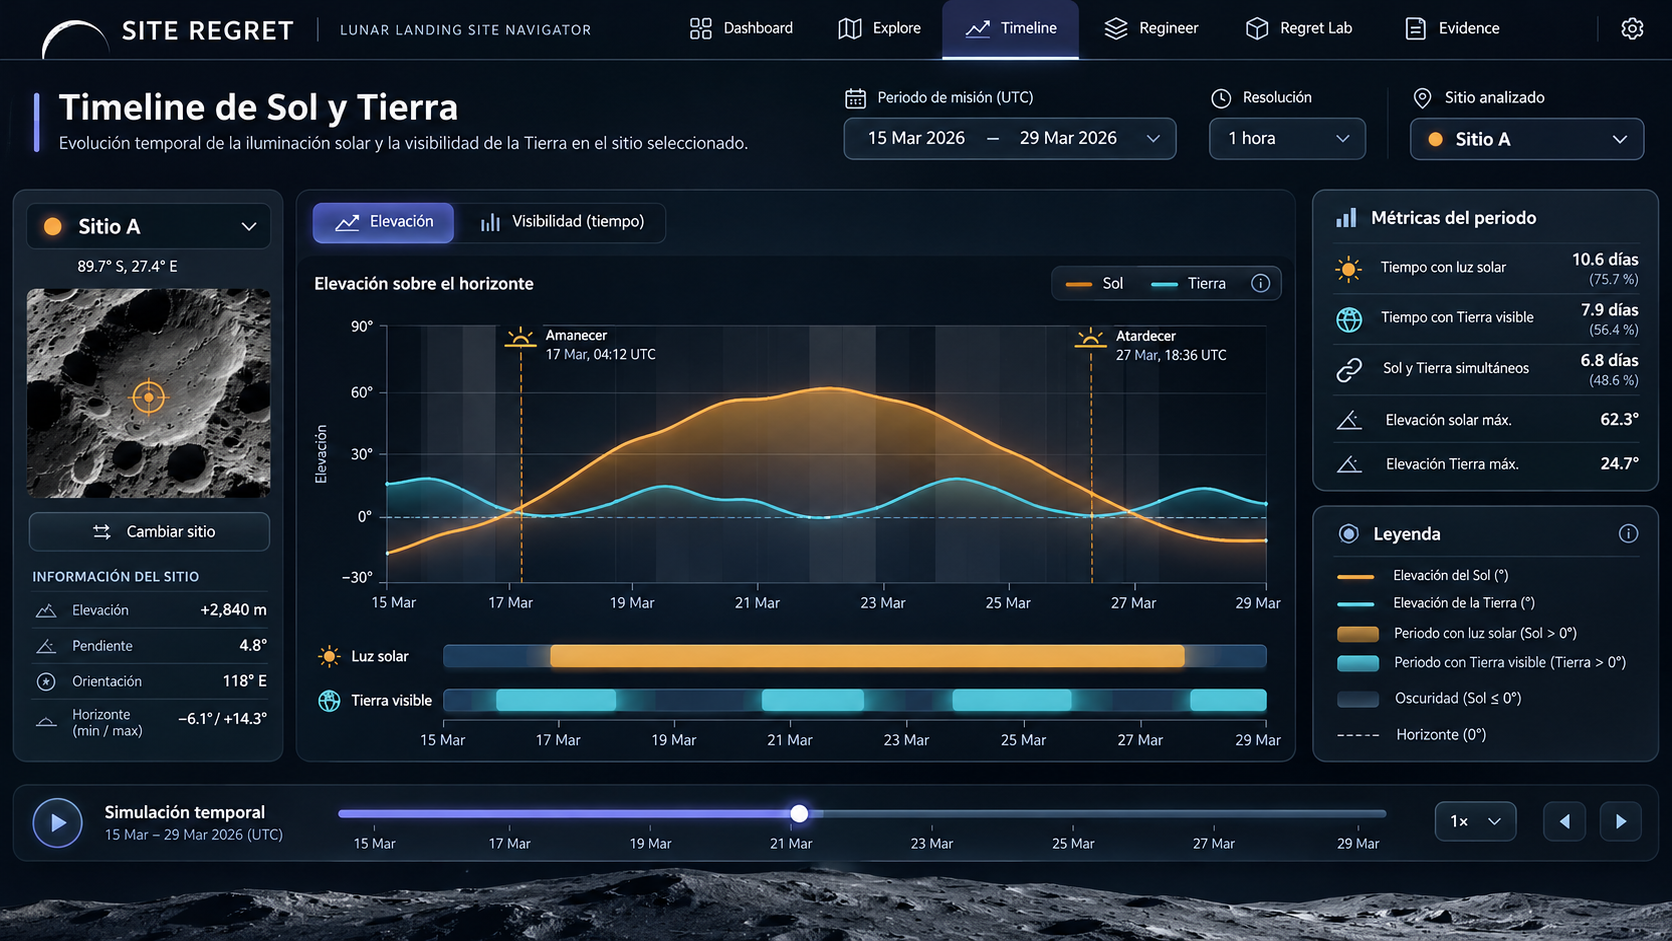 SITE REGRET
LUNAR LANDING SITE NAVIGATOR
Dashboard
Explore
Timeline
Regineer
Regret Lab
Evidence
Timeline de Sol y Tierra
Evolución temporal de la iluminación solar y la visibilidad de la Tierra en el sitio seleccionado.
Periodo de misión (UTC)
15 Mar 2026 — 29 Mar 2026
Resolución
1 hora
Sitio analizado
Sitio A
Sitio A
89.7° S, 27.4° E
Cambiar sitio
INFORMACIÓN DEL SITIO
Elevación +2,840 m
Pendiente 4.8°
Orientación 118° E
Horizonte
(min / max) −6.1° / +14.3°
Elevación
Visibilidad (tiempo)
Elevación sobre el horizonte
Sol
Tierra
Elevación
90°
60°
30°
0°
−30°
Amanecer
17 Mar, 04:12 UTC
Atardecer
27 Mar, 18:36 UTC
15 Mar 17 Mar 19 Mar 21 Mar 23 Mar 25 Mar 27 Mar 29 Mar
Luz solar
Tierra visible
15 Mar 17 Mar 19 Mar 21 Mar 23 Mar 25 Mar 27 Mar 29 Mar
Métricas del periodo
Tiempo con luz solar 10.6 días
(75.7 %)
Tiempo con Tierra visible 7.9 días
(56.4 %)
Sol y Tierra simultáneos 6.8 días
(48.6 %)
Elevación solar máx. 62.3°
Elevación Tierra máx. 24.7°
Leyenda
Elevación del Sol (°)
Elevación de la Tierra (°)
Periodo con luz solar (Sol > 0°)
Periodo con Tierra visible (Tierra > 0°)
Oscuridad (Sol ≤ 0°)
Horizonte (0°)
Simulación temporal
15 Mar – 29 Mar 2026 (UTC)
15 Mar 17 Mar 19 Mar 21 Mar 23 Mar 25 Mar 27 Mar 29 Mar
1×